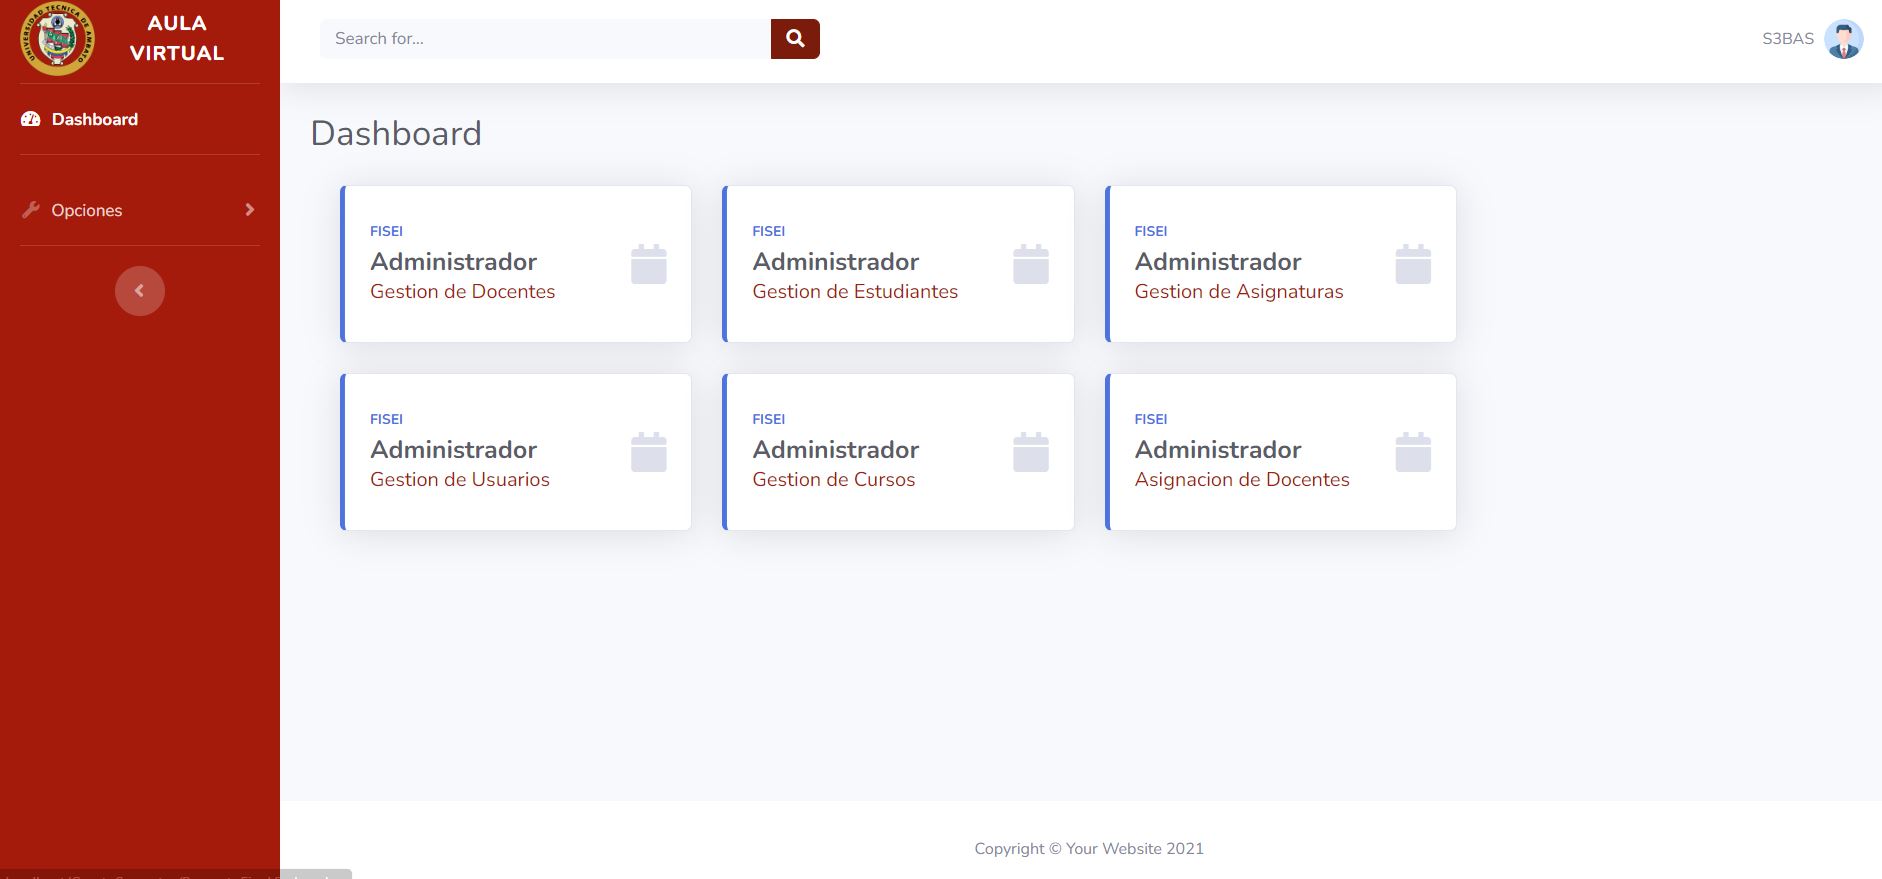 UNIVERSIDAD TECNICA DE AMBATO
AULA
VIRTUAL
Search for...
S3BAS
Dashboard
Opciones
Dashboard
FISEI
Administrador
Gestion de Docentes
FISEI
Administrador
Gestion de Estudiantes
FISEI
Administrador
Gestion de Asignaturas
FISEI
Administrador
Gestion de Usuarios
FISEI
Administrador
Gestion de Cursos
FISEI
Administrador
Asignacion de Docentes
Copyright © Your Website 2021